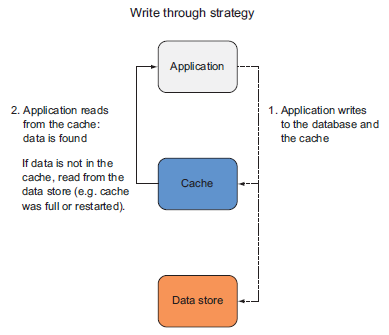 Write through strategy
Application
2. Application reads
from the cache:
data is found
If data is not in the
cache, read from the
data store (e.g. cache
was full or restarted).
1. Application writes
to the database and
the cache
Cache
Data store